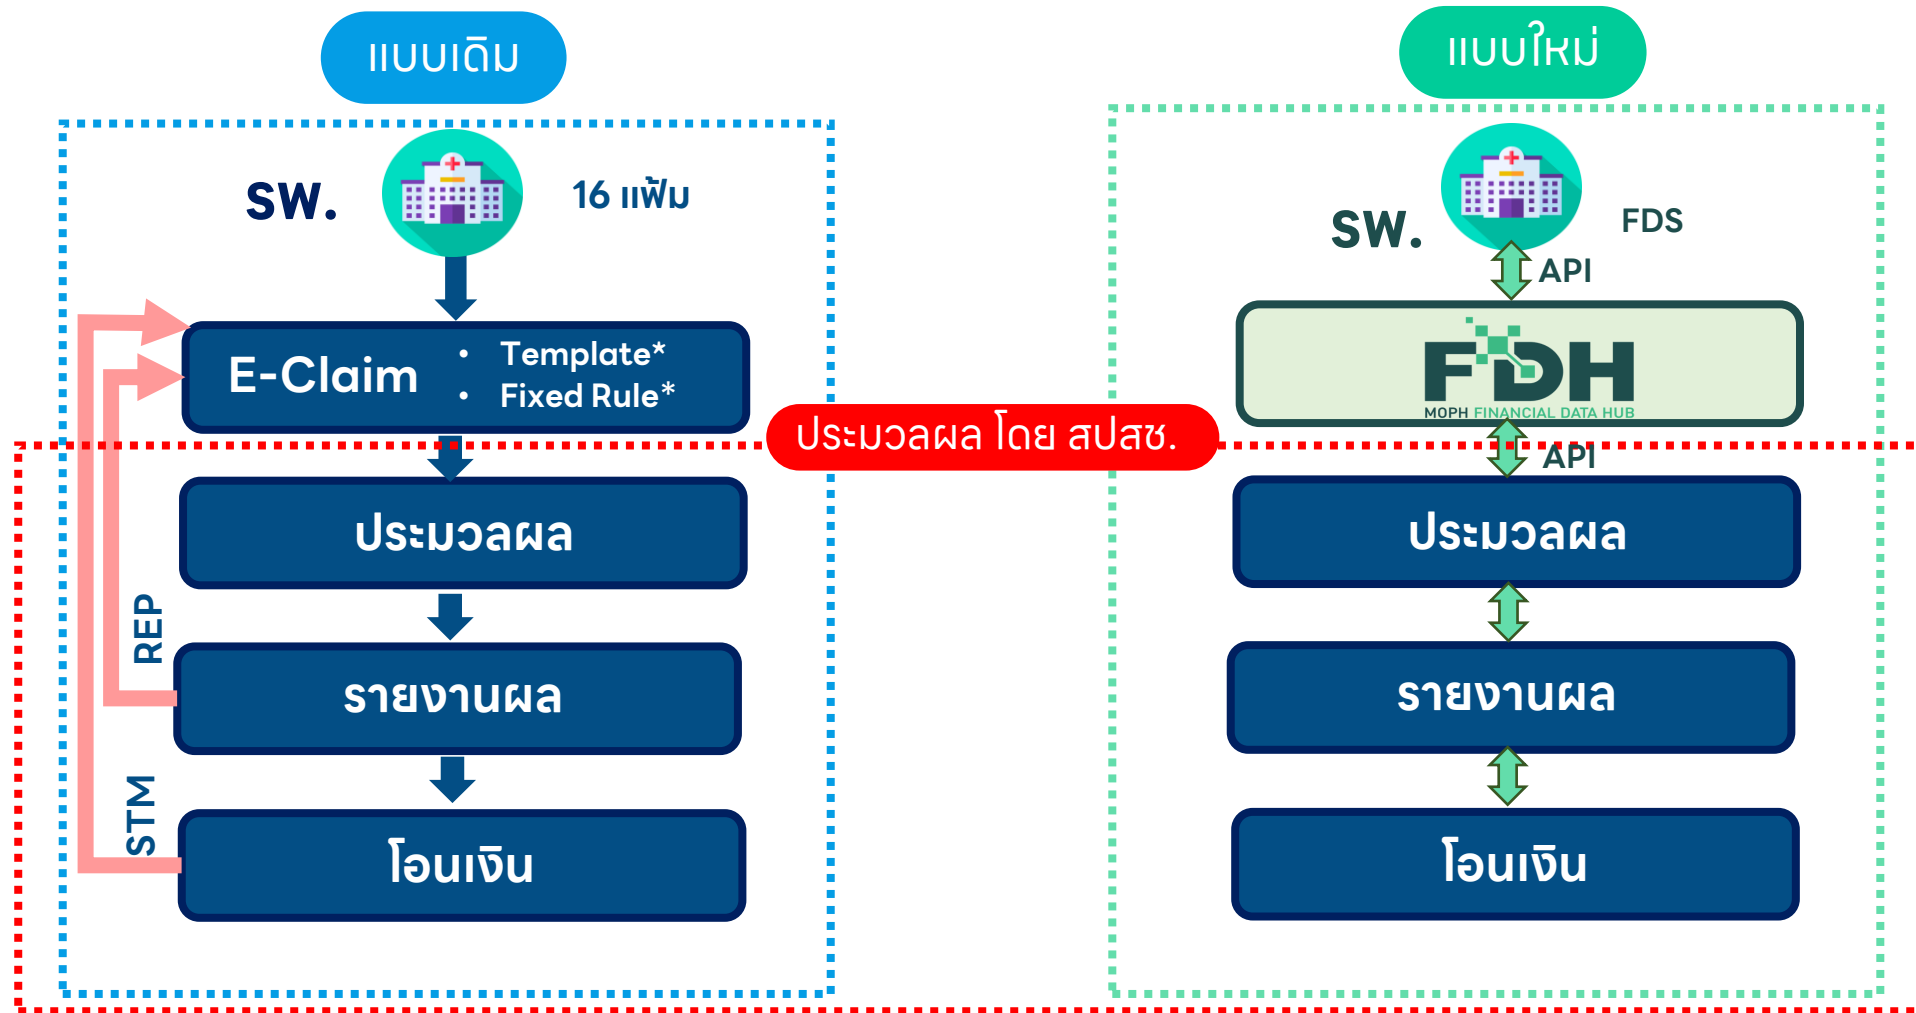 แบบเดิม
รพ.
16 แฟ้ม
E-Claim
• Template*
• Fixed Rule*
ประมวลผล
REP
รายงานผล
STM
โอนเงิน
ประมวลผล โดย สปสช.
แบบใหม่
รพ.
FDS
API
FDH
MOPH FINANCIAL DATA HUB
API
ประมวลผล
รายงานผล
โอนเงิน